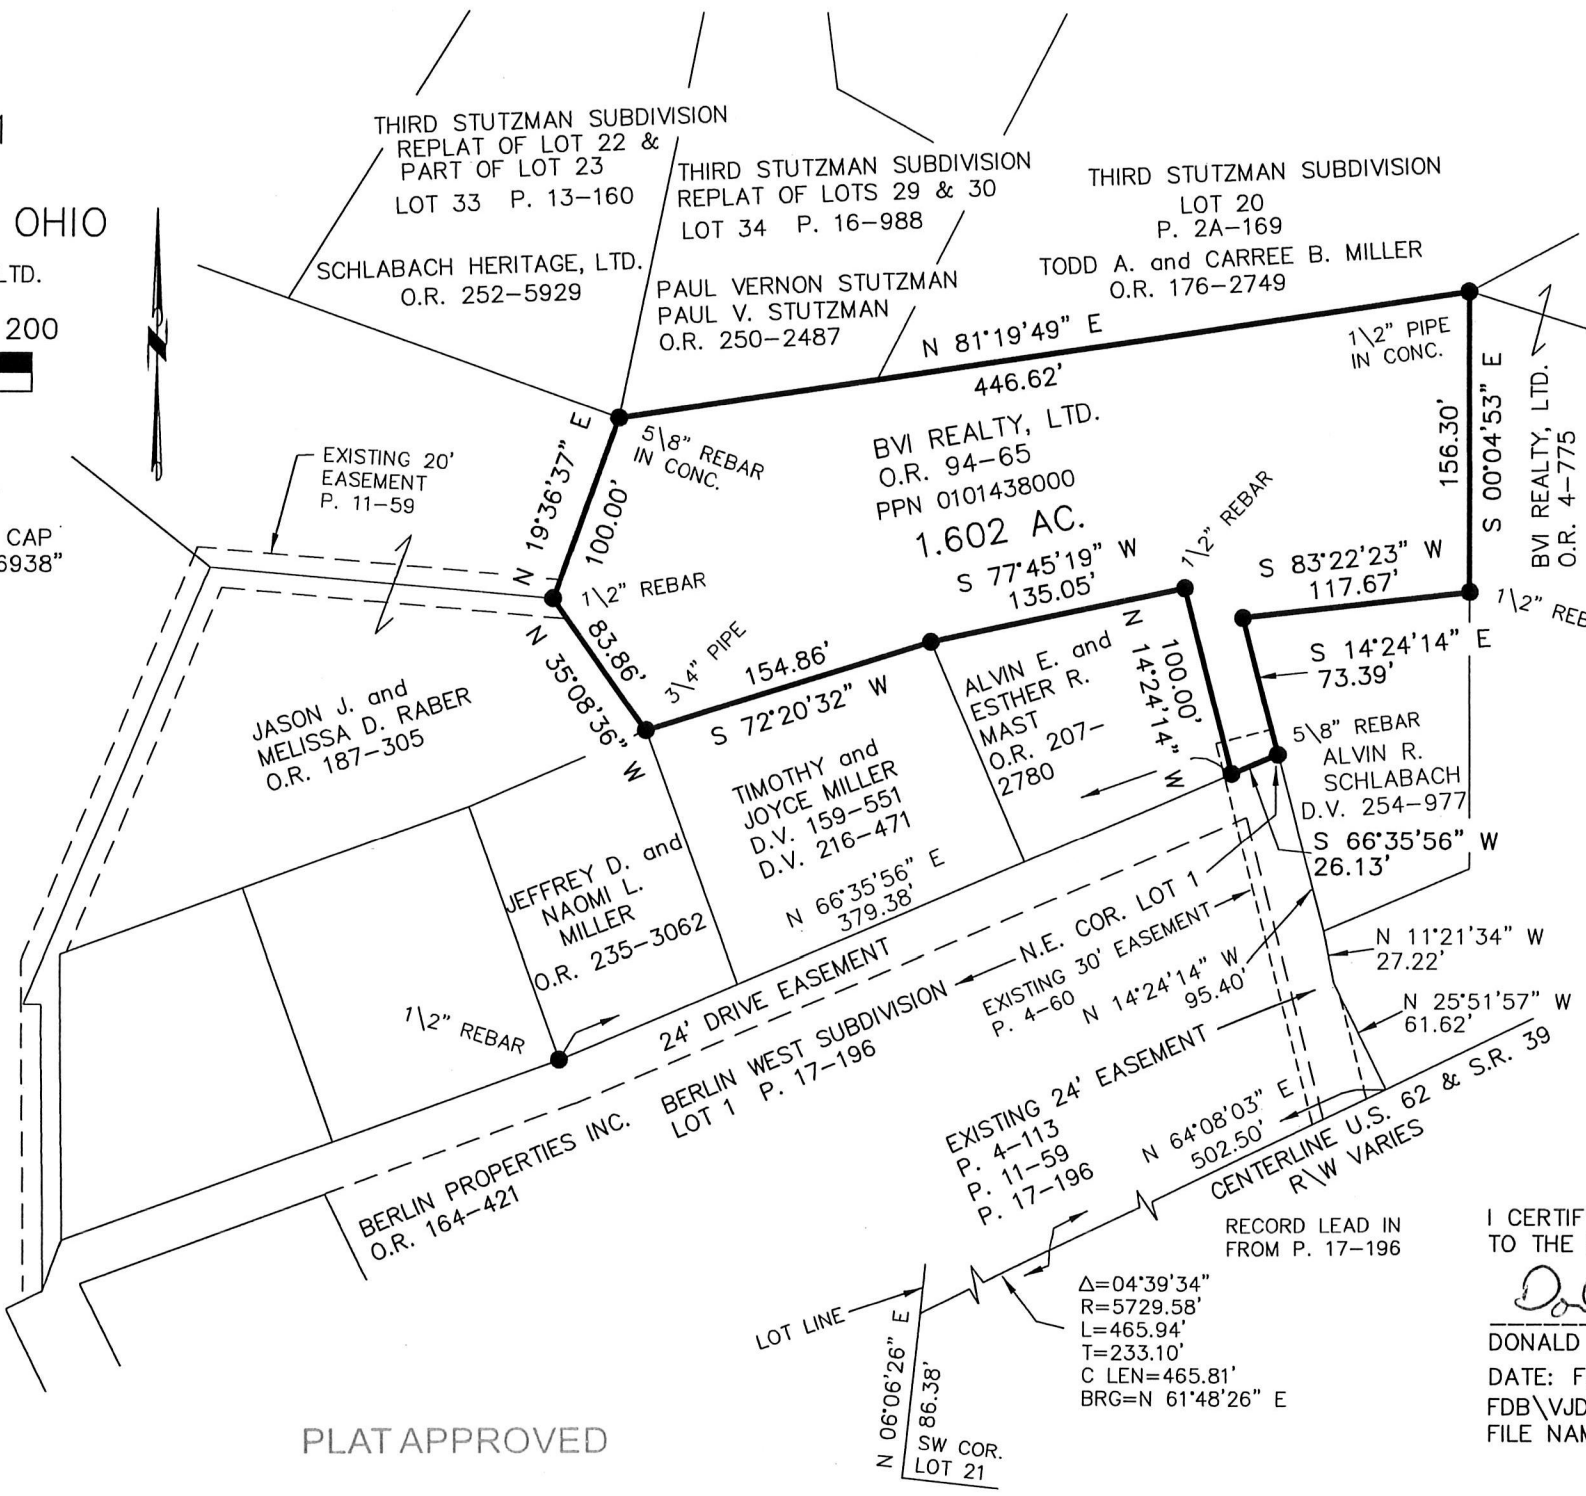 OHIO
LTD.
200
CAP
6938"
THIRD STUTZMAN SUBDIVISION
REPLAT OF LOT 22 &
PART OF LOT 23
LOT 33 P. 13-160
SCHLABACH HERITAGE, LTD.
O.R. 252-5929
THIRD STUTZMAN SUBDIVISION
REPLAT OF LOTS 29 & 30
LOT 34 P. 16-988
PAUL VERNON STUTZMAN
PAUL V. STUTZMAN
O.R. 250-2487
THIRD STUTZMAN SUBDIVISION
LOT 20
P. 2A-169
TODD A. and CARREE B. MILLER
O.R. 176-2749
N 81°19'49" E
446.62'
1\2" PIPE
IN CONC.
156.30'
S 00°04'53" E
BVI REALTY, LTD.
O.R. 4-775
EXISTING 20'
EASEMENT
P. 11-59
N 19°36'37" E
100.00'
5\8" REBAR
IN CONC.
BVI REALTY, LTD.
O.R. 94-65
PPN 0101438000
1.602 AC.
S 77°45'19" W
135.05'
1\2" REBAR
S 83°22'23" W
117.67'
1\2" REB
1\2" REBAR
N 35°08'36" W
83.86'
3\4" PIPE
154.86'
S 72°20'32" W
N 14°24'14" W
100.00'
S 14°24'14" E
73.39'
JASON J. and
MELISSA D. RABER
O.R. 187-305
ALVIN E. and
ESTHER R.
MAST
O.R. 207-
2780
TIMOTHY and
JOYCE MILLER
D.V. 159-551
D.V. 216-471
5\8" REBAR
ALVIN R.
SCHLABACH
D.V. 254-977
S 66°35'56" W
26.13'
JEFFREY D. and
NAOMI L.
MILLER
O.R. 235-3062
N 66°35'56" E
379.38'
N.E. COR. LOT 1
EXISTING 30' EASEMENT
P. 4-60
N 14°24'14" W
95.40'
N 11°21'34" W
27.22'
N 25°51'57" W
61.62'
1\2" REBAR
24' DRIVE EASEMENT
BERLIN WEST SUBDIVISION
LOT 1 P. 17-196
BERLIN PROPERTIES INC.
O.R. 164-421
EXISTING 24' EASEMENT
P. 4-113
P. 11-59
P. 17-196
N 64°08'03" E
502.50'
CENTERLINE U.S. 62 & S.R. 39
R\W VARIES
RECORD LEAD IN
FROM P. 17-196
LOT LINE
Δ=04°39'34"
R=5729.58'
L=465.94'
T=233.10'
C LEN=465.81'
BRG=N 61°48'26" E
N 06°06'26" E
86.38'
SW COR.
LOT 21
PLAT APPROVED
I CERTIF
TO THE
DONALD
DATE: F
FDB\VJD
FILE NAM